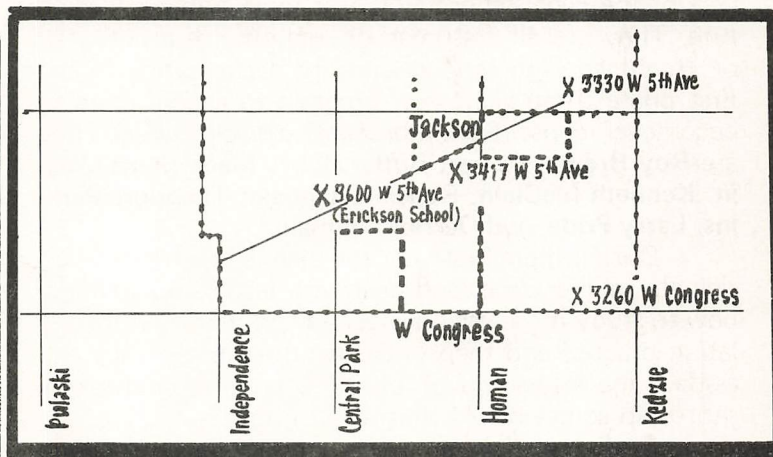 X 3330 W 5th Ave
Jackson
X 3417 W 5th Ave
X 3600 W 5th Ave
(Erickson School)
X 3260 W Congress
W Congress
Pulaski
Independence
Central Park
Homan
Kedzie